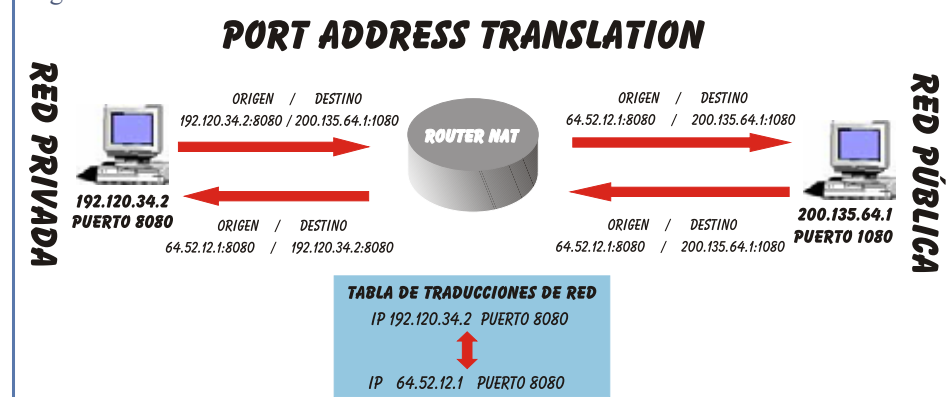 PORT ADDRESS TRANSLATION
RED PRIVADA
ORIGEN / DESTINO
192.120.34.2:8080 / 200.135.64.1:1080
192.120.34.2
PUERTO 8080
ORIGEN / DESTINO
64.52.12.1:8080 / 192.120.34.2:8080
ROUTER NAT
ORIGEN / DESTINO
64.52.12.1:8080 / 200.135.64.1:1080
ORIGEN / DESTINO
64.52.12.1:8080 / 200.135.64.1:1080
200.135.64.1
PUERTO 1080
RED PÚBLICA
TABLA DE TRADUCCIONES DE RED
IP 192.120.34.2 PUERTO 8080
IP 64.52.12.1 PUERTO 8080